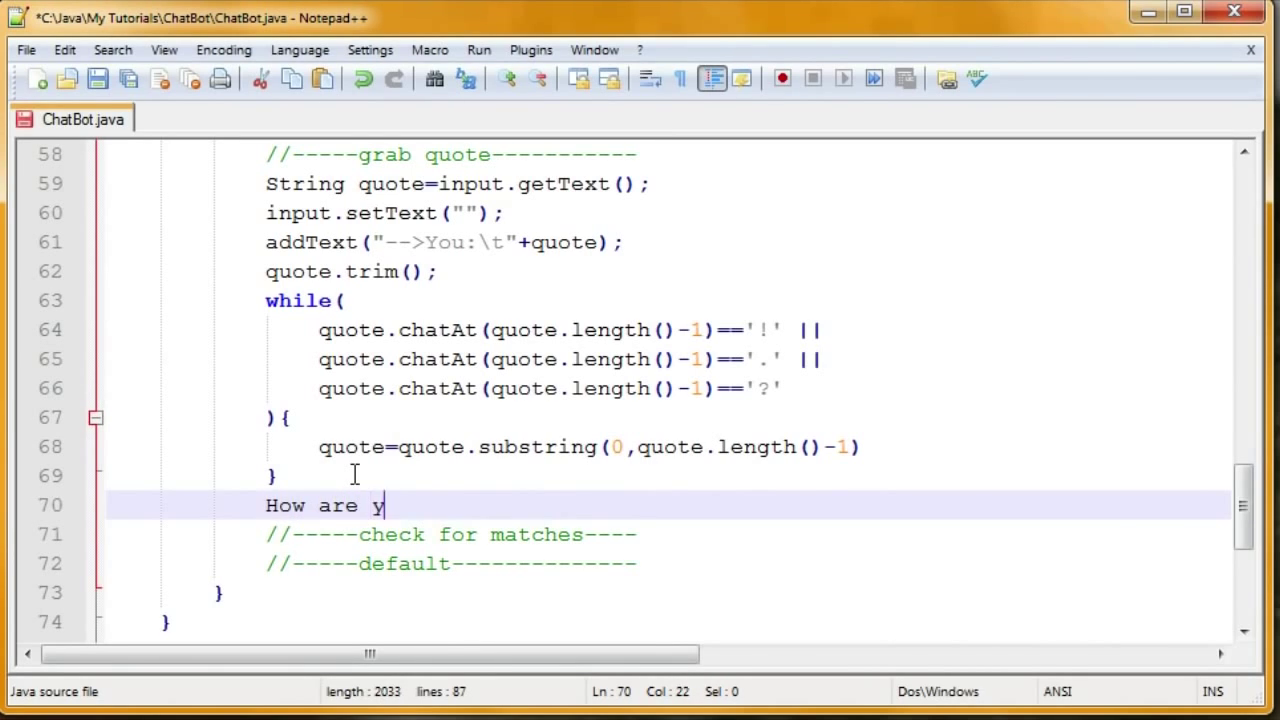 *C:\Java\My Tutorials\ChatBot\ChatBot.java - Notepad++
File Edit Search View Encoding Language Settings Macro Run Plugins Window ? X
ABC
ChatBot.java
58 //-----grab quote-----------
59 String quote=input.getText();
60 input.setText("");
61 addText("-->You:\t"+quote);
62 quote.trim();
63 while(
64 quote.chatAt(quote.length()-1)=='!' ||
65 quote.chatAt(quote.length()-1)=='.' ||
66 quote.chatAt(quote.length()-1)=='?'
67 ){
68 quote=quote.substring(0,quote.length()-1)
69 }
70 How are y
71 //-----check for matches----
72 //-----default--------------
73 }
74 }
Java source file length : 2033 lines : 87 Ln : 70 Col : 22 Sel : 0 Dos\Windows ANSI INS